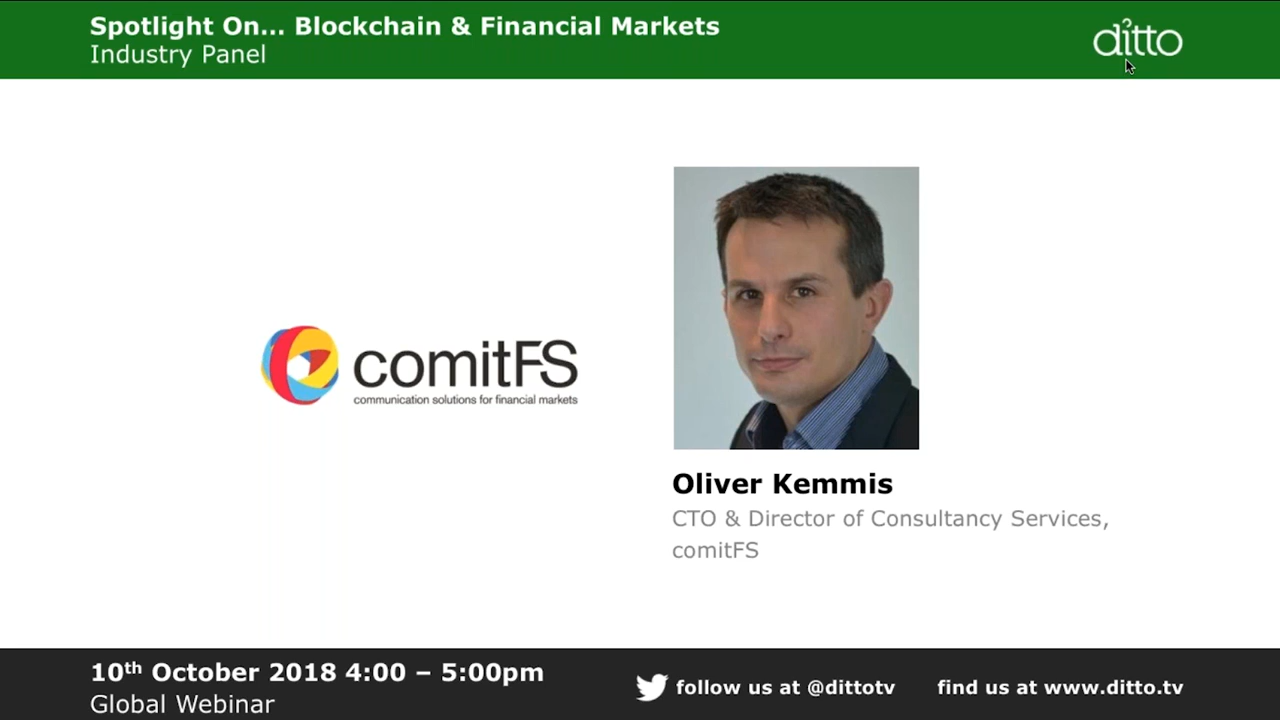 Spotlight On... Blockchain & Financial Markets
Industry Panel
ditto
comitFS
communication solutions for financial markets
Oliver Kemmis
CTO & Director of Consultancy Services,
comitFS
10th October 2018 4:00 – 5:00pm
Global Webinar
follow us at @dittotv
find us at www.ditto.tv